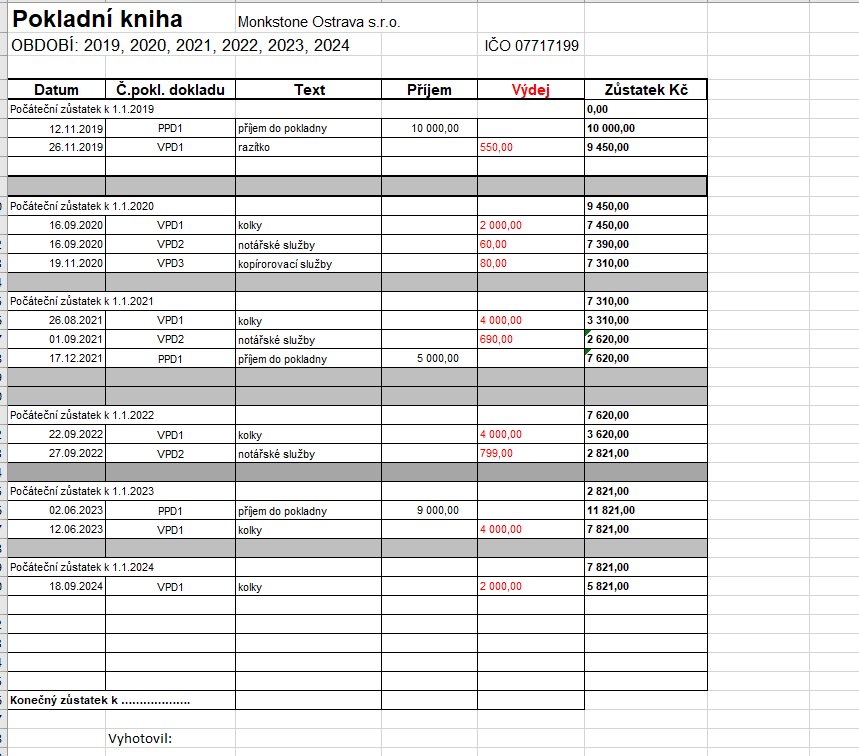 Pokladní kniha Monkstone Ostrava s.r.o.
OBDOBÍ: 2019, 2020, 2021, 2022, 2023, 2024 IČO 07717199
Datum Č.pokl. dokladu Text Příjem Výdej Zůstatek Kč
Počáteční zůstatek k 1.1.2019 0,00
12.11.2019 PPD1 příjem do pokladny 10 000,00 10 000,00
26.11.2019 VPD1 razítko 550,00 9 450,00
Počáteční zůstatek k 1.1.2020 9 450,00
16.09.2020 VPD1 kolky 2 000,00 7 450,00
16.09.2020 VPD2 notářské služby 60,00 7 390,00
19.11.2020 VPD3 kopírorovací služby 80,00 7 310,00
Počáteční zůstatek k 1.1.2021 7 310,00
26.08.2021 VPD1 kolky 4 000,00 3 310,00
01.09.2021 VPD2 notářské služby 690,00 2 620,00
17.12.2021 PPD1 příjem do pokladny 5 000,00 7 620,00
Počáteční zůstatek k 1.1.2022 7 620,00
22.09.2022 VPD1 kolky 4 000,00 3 620,00
27.09.2022 VPD2 notářské služby 799,00 2 821,00
Počáteční zůstatek k 1.1.2023 2 821,00
02.06.2023 PPD1 příjem do pokladny 9 000,00 11 821,00
12.06.2023 VPD1 kolky 4 000,00 7 821,00
Počáteční zůstatek k 1.1.2024 7 821,00
18.09.2024 VPD1 kolky 2 000,00 5 821,00
Konečný zůstatek k ...................
Vyhotovil: